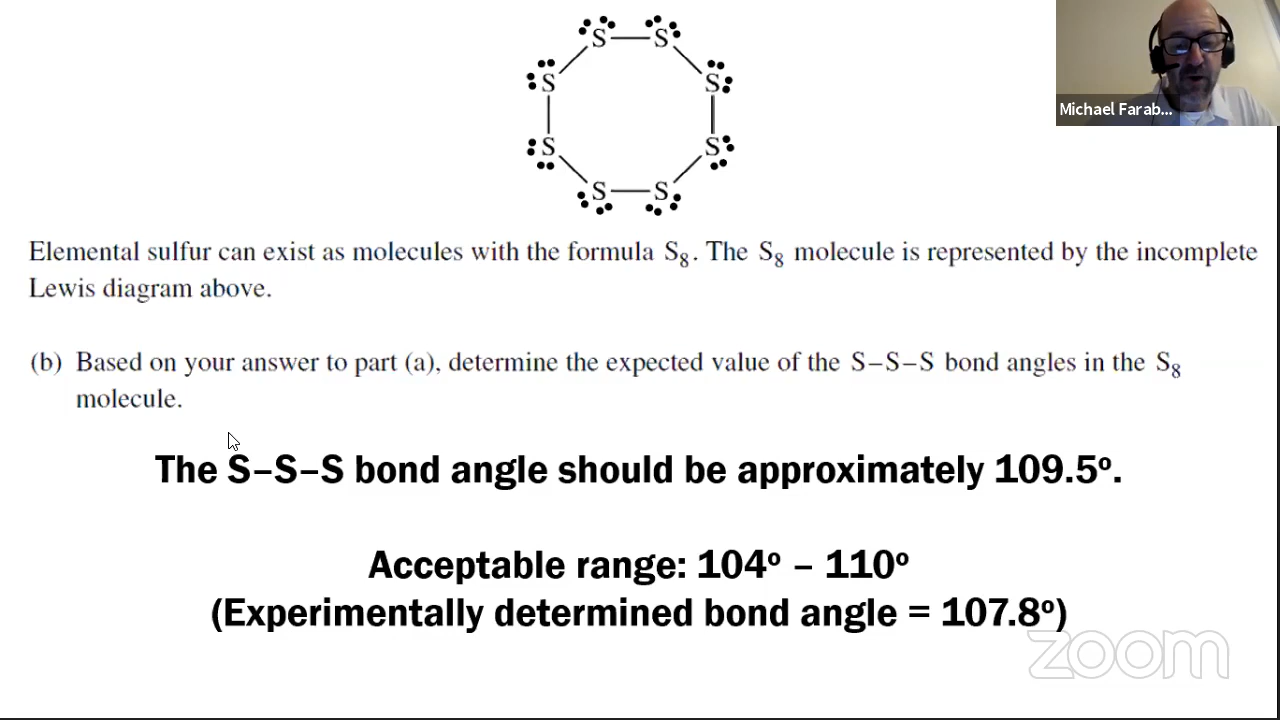 S S
S S
S S
S S
Michael Farab...
Elemental sulfur can exist as molecules with the formula S₈. The S₈ molecule is represented by the incomplete
Lewis diagram above.
(b) Based on your answer to part (a), determine the expected value of the S–S–S bond angles in the S₈
molecule.
The S–S–S bond angle should be approximately 109.5º.
Acceptable range: 104º – 110º
(Experimentally determined bond angle = 107.8º)
zoom